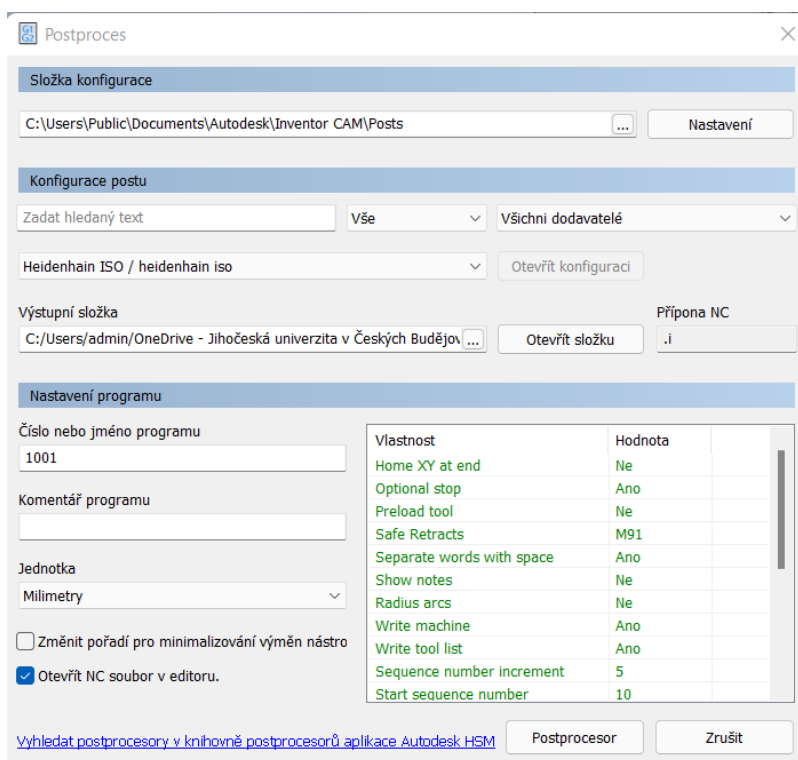 G1
G2
Postproces
Složka konfigurace
C:\Users\Public\Documents\Autodesk\Inventor CAM\Posts
...
Nastavení
Konfigurace postu
Zadat hledaný text
Vše
Všichni dodavatelé
Heidenhain ISO / heidenhain iso
Otevřít konfiguraci
Výstupní složka
Přípona NC
C:/Users/admin/OneDrive - Jihočeská univerzita v Českých Budějov
...
Otevřít složku
.i
Nastavení programu
Číslo nebo jméno programu
1001
Komentář programu
Jednotka
Milimetry
Změnit pořadí pro minimalizování výměn nástro
Otevřít NC soubor v editoru.
Vlastnost Hodnota
Home XY at end Ne
Optional stop Ano
Preload tool Ne
Safe Retracts M91
Separate words with space Ano
Show notes Ne
Radius arcs Ne
Write machine Ano
Write tool list Ano
Sequence number increment 5
Start sequence number 10
Vyhledat postprocesory v knihovně postprocesorů aplikace Autodesk HSM
Postprocesor
Zrušit